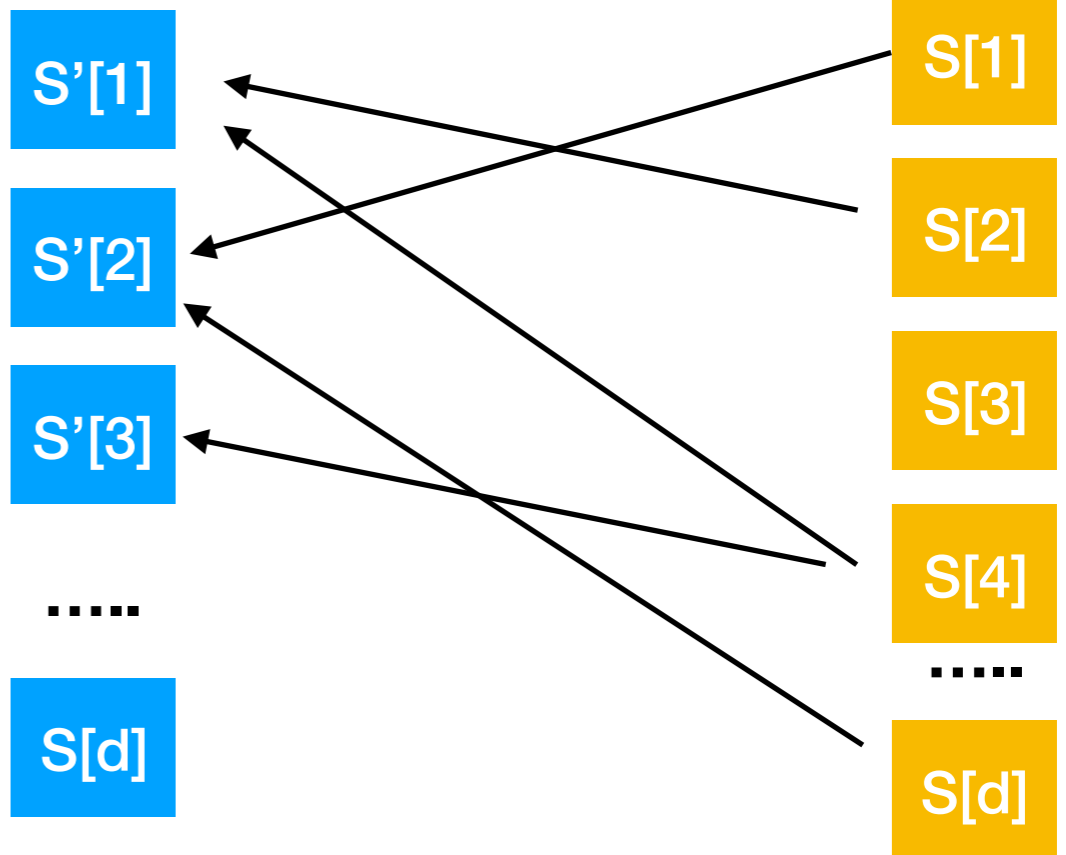 S’[1]
S’[2]
S’[3]
.....
S[d]
S[1]
S[2]
S[3]
S[4]
.....
S[d]